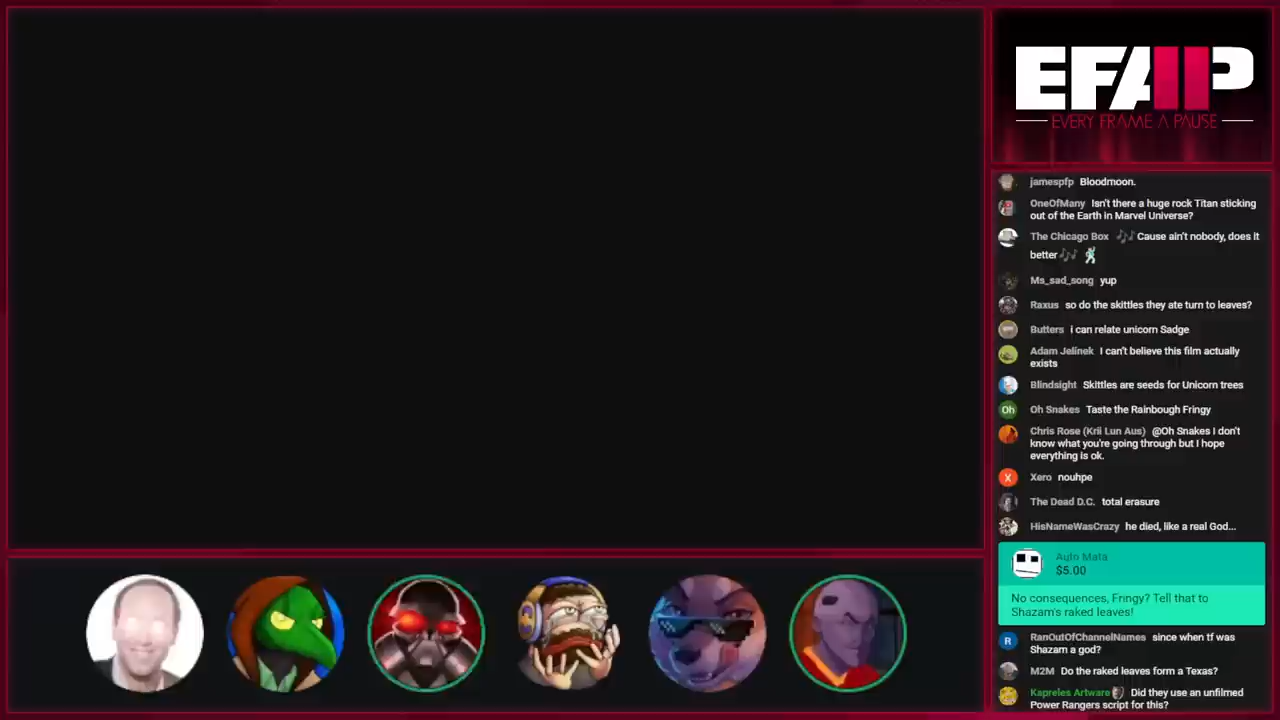 EFAP
EVERY FRAME A PAUSE
jamespfp Bloodmoon.
OneOfMany Isn't there a huge rock Titan sticking
out of the Earth in Marvel Universe?
The Chicago Box 🎶Cause ain't nobody, does it
better🎶 🕺
Ms_sad_song yup
Raxus so do the skittles they ate turn to leaves?
Butters i can relate unicorn Sadge
Adam Jelínek I can't believe this film actually
exists
Blindsight Skittles are seeds for Unicorn trees
Oh
Oh Snakes Taste the Rainbough Fringy
Chris Rose (Krii Lun Aus) @Oh Snakes I don't
know what you're going through but I hope
everything is ok.
X
Xero nouhpe
The Dead D.C. total erasure
HisNameWasCrazy he died, like a real God...
Auto Mata
$5.00
No consequences, Fringy? Tell that to
Shazam's raked leaves!
R
RanOutOfChannelNames since when tf was
Shazam a god?
M2M Do the raked leaves form a Texas?
Kapreles Artware Did they use an unfilmed
Power Rangers script for this?